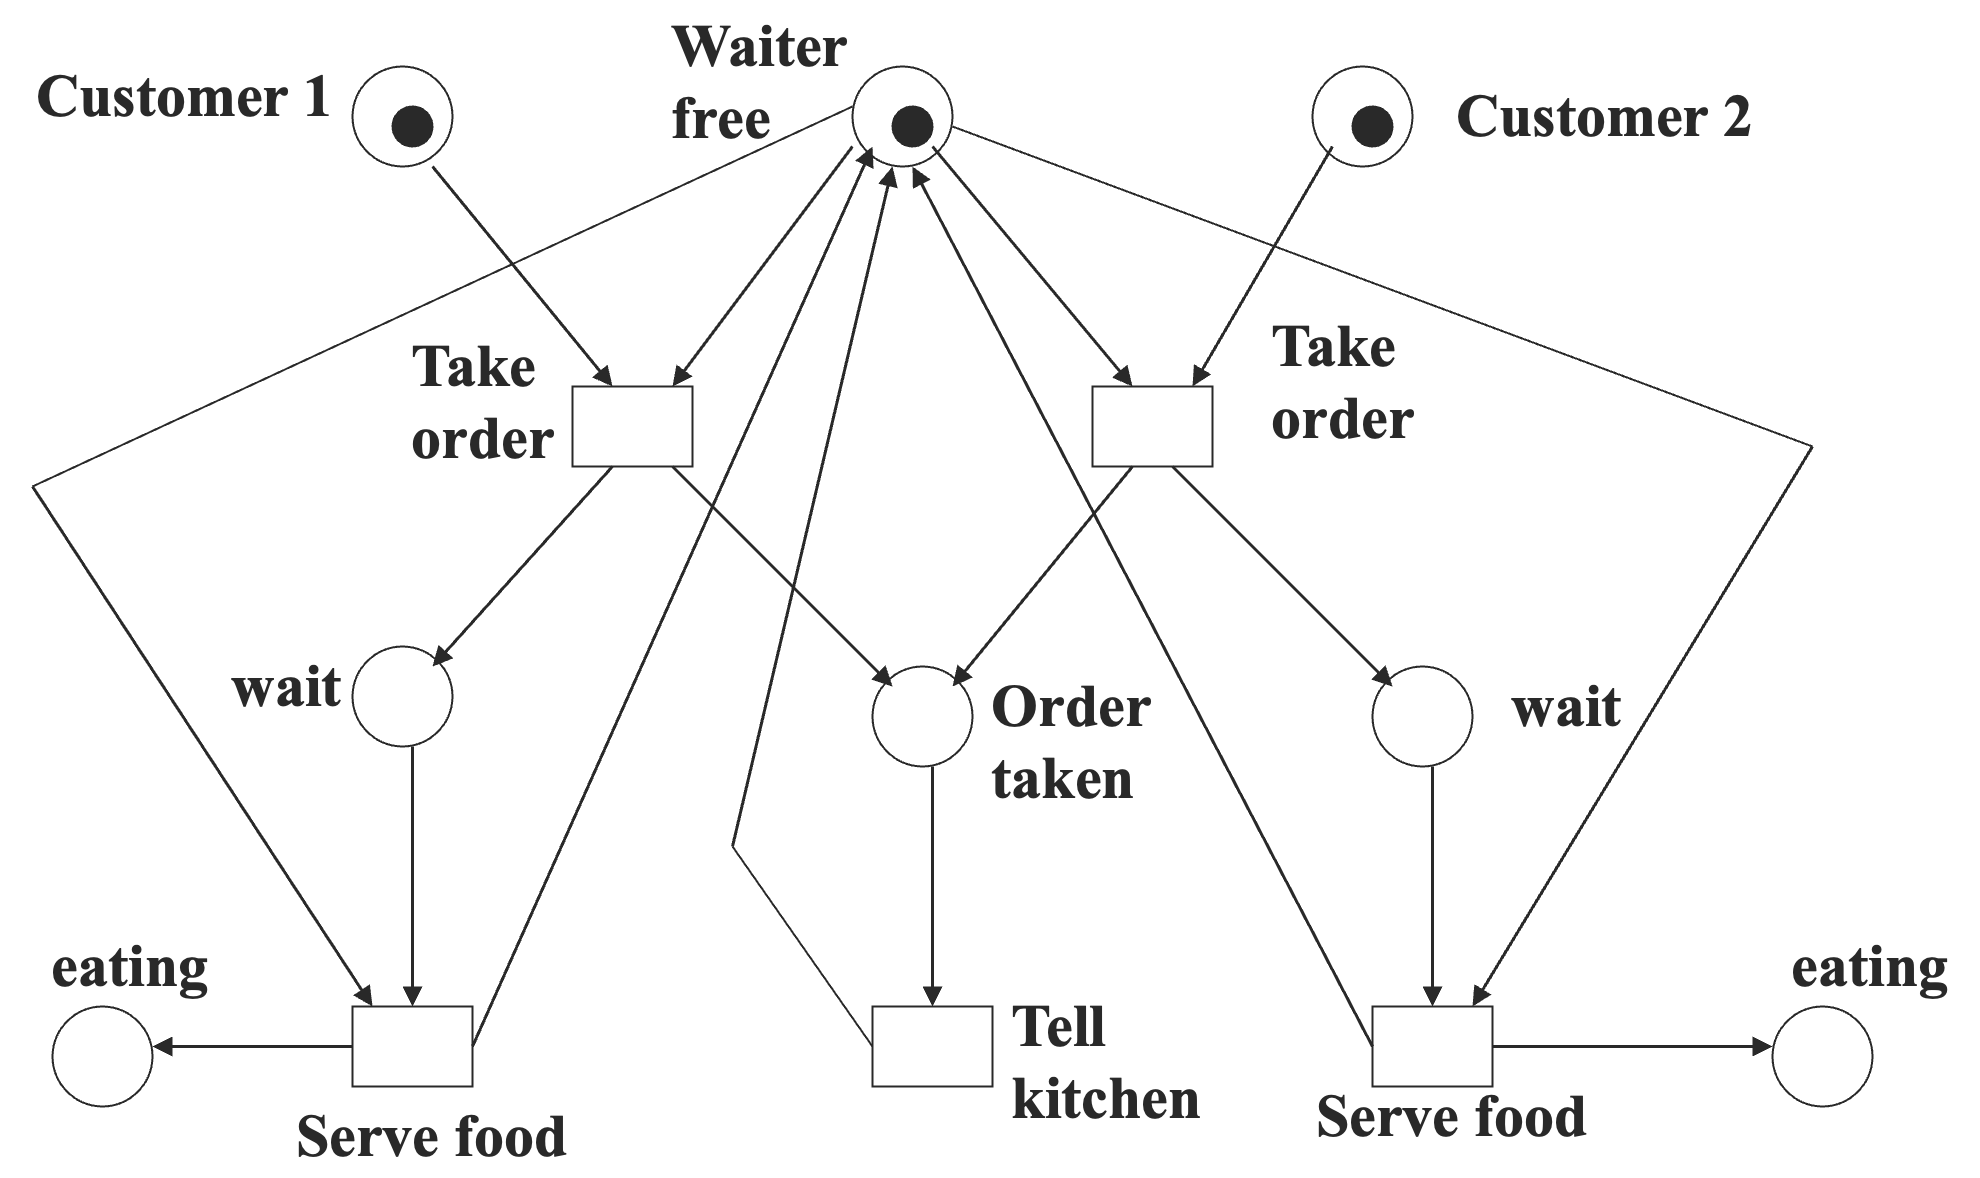 Customer 1
Waiter
free
Customer 2
Take
order
Take
order
wait
Order
taken
wait
eating
Serve food
Tell
kitchen
Serve food
eating